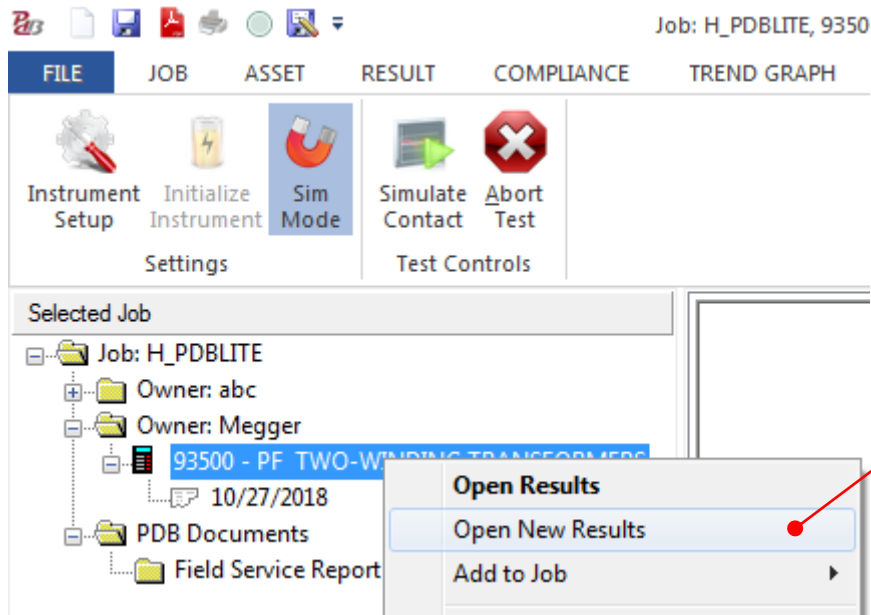 PDB
Job: H_PDBLITE, 9350
FILE JOB ASSET RESULT COMPLIANCE TREND GRAPH
Instrument Setup
Initialize Instrument
Sim Mode
Simulate Contact
Abort Test
Settings
Test Controls
Selected Job
Job: H_PDBLITE
Owner: abc
Owner: Megger
93500 - PF TWO-WINDING TRANSFORMERS
10/27/2018
PDB Documents
Field Service Report
Open Results
Open New Results
Add to Job